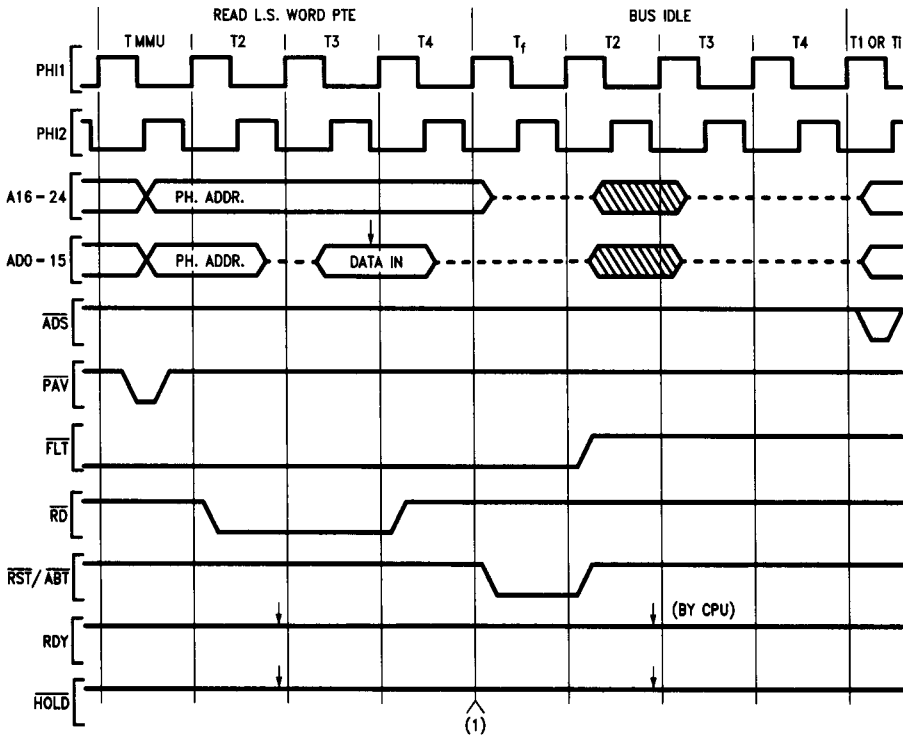 READ L.S. WORD PTE BUS IDLE
T MMU T2 T3 T4 Tf T2 T3 T4 T1 OR Ti
PHI1
PHI2
A16-24 PH. ADDR.
AD0-15 PH. ADDR. DATA IN
ADS
PAV
FLT
RD
RST/ABT
RDY (BY CPU)
HOLD
(1)